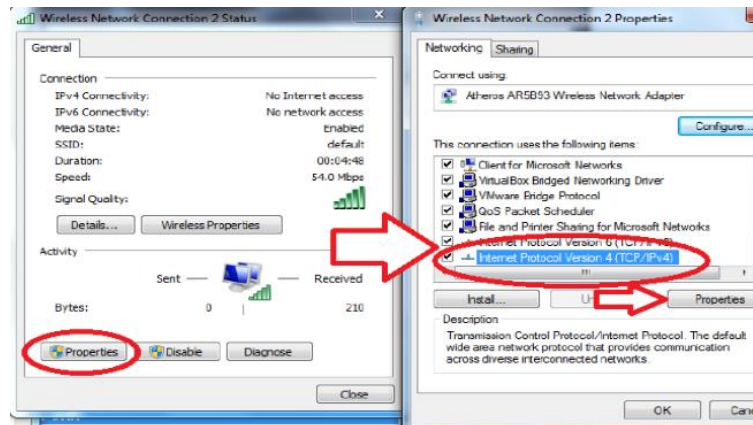 Wireless Network Connection 2 Status
General
Connection
IPv4 Connectivity: No Internet access
IPv6 Connectivity: No network access
Media State: Enabled
SSID: default
Duration: 00:04:48
Speed: 54.0 Mbps
Signal Quality:
Details... Wireless Properties
Activity
Sent Received
Bytes: 0 210
Properties Disable Diagnose
Close
Wireless Network Connection 2 Properties
Networking Sharing
Connect using:
Atheros AR5B93 Wireless Network Adapter
Configure...
This connection uses the following items:
Client for Microsoft Networks
VirtualBox Bridged Networking Driver
VMware Bridge Protocol
QoS Packet Scheduler
File and Printer Sharing for Microsoft Networks
Internet Protocol Version 6 (TCP/IPv6)
Internet Protocol Version 4 (TCP/IPv4)
Install... Properties
Description
Transmission Control Protocol/Internet Protocol. The default
wide area network protocol that provides communication
across diverse interconnected networks.
OK Canc